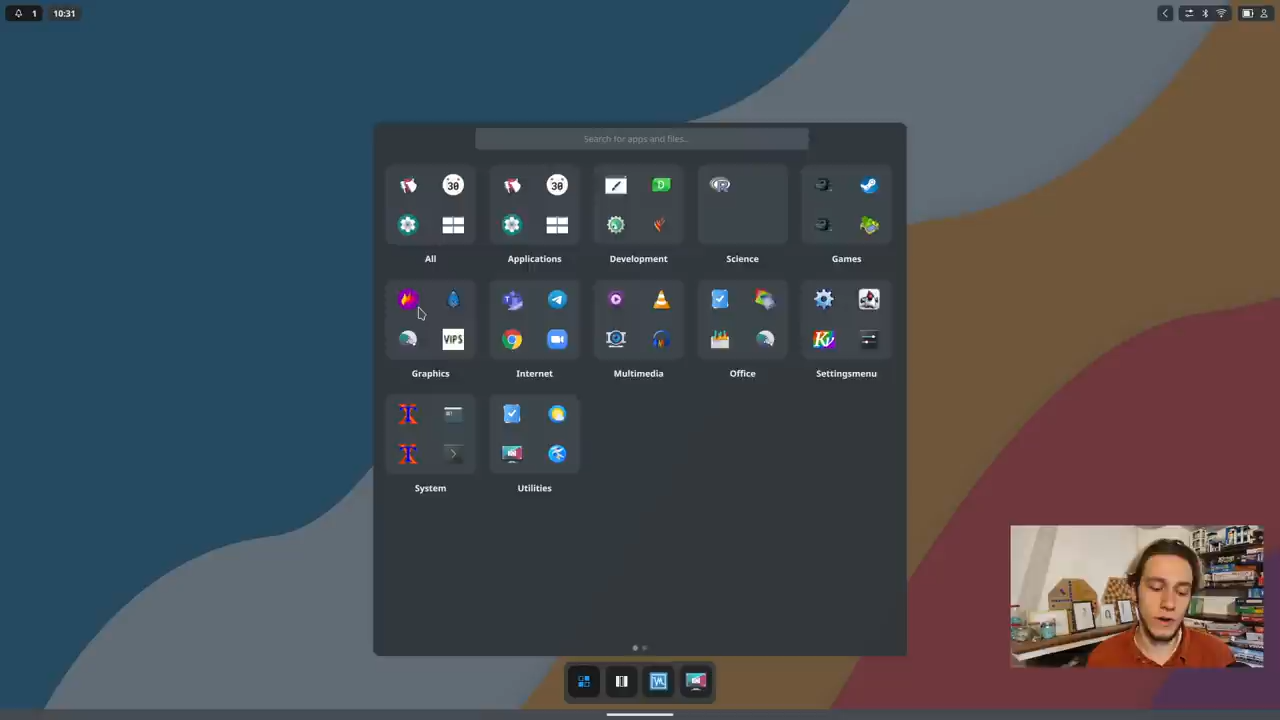 1 10:31
Search for apps and files...
30 30 D
All Applications Development Science Games
VIPS
Graphics Internet Multimedia Office Settingsmenu
System Utilities